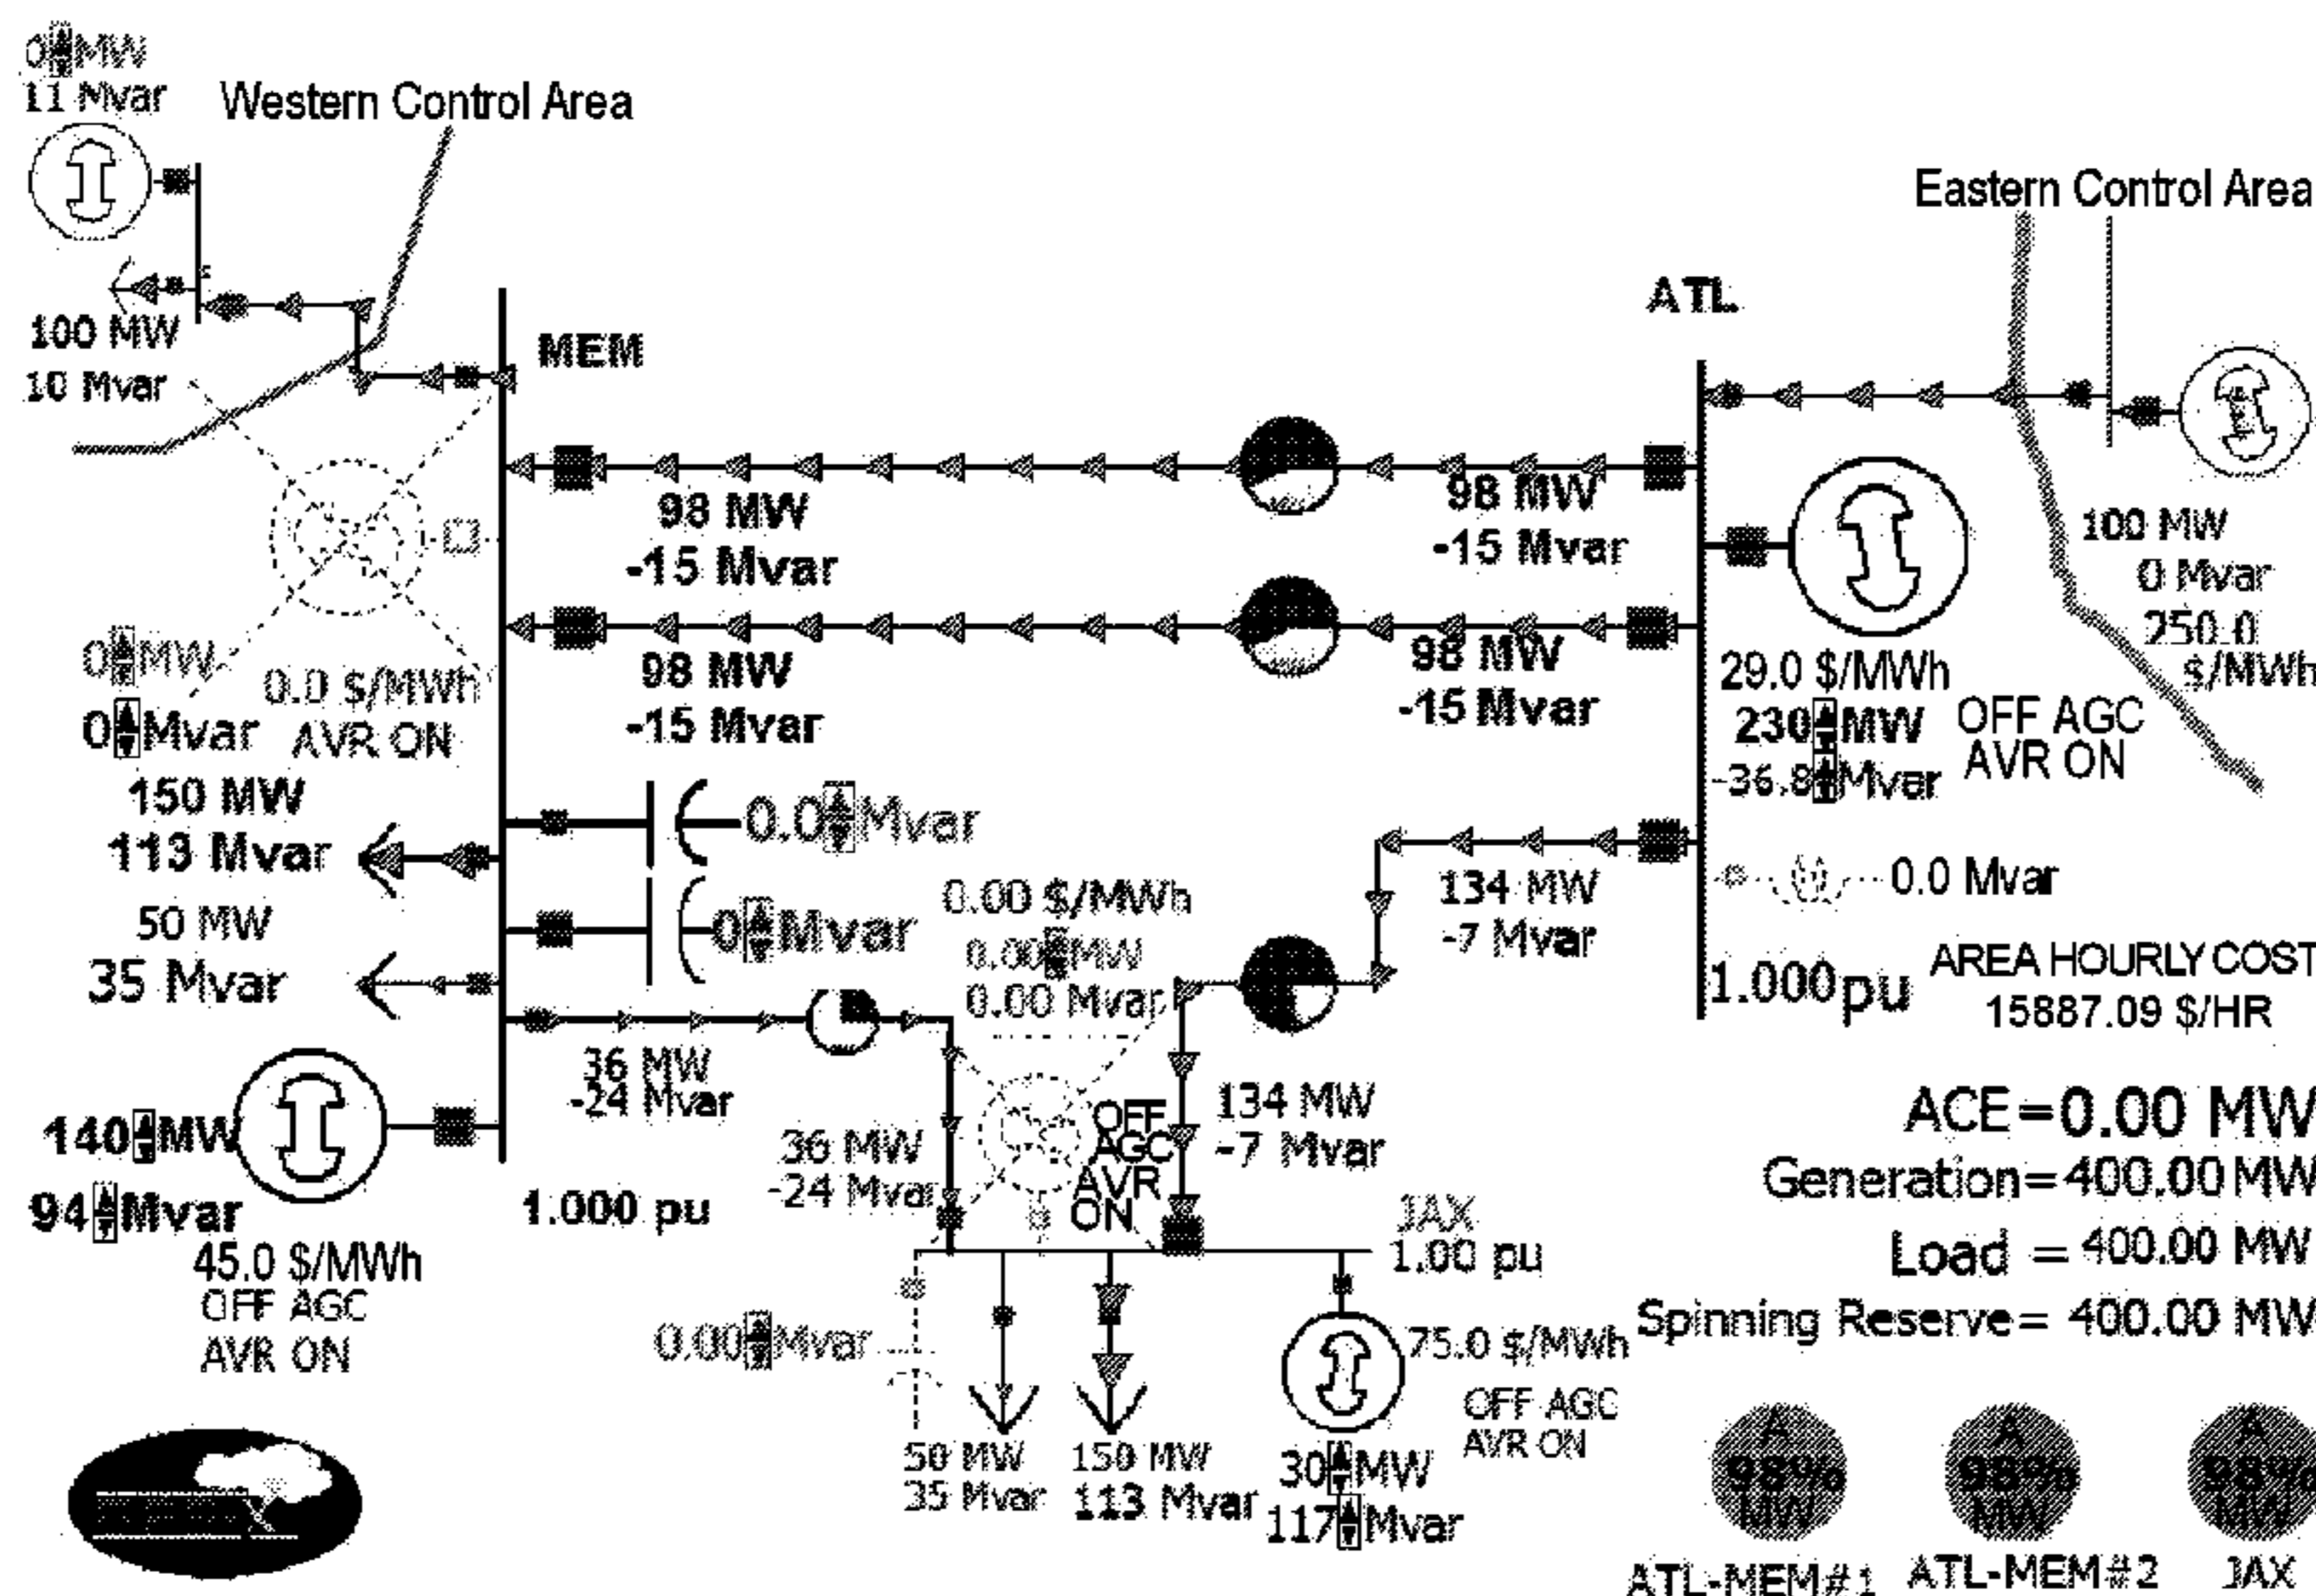 0 MW
11 Mvar
Western Control Area
Eastern Control Area
100 MW
10 Mvar
MEM
ATL
98 MW
-15 Mvar
98 MW
-15 Mvar
100 MW
0 Mvar
250.0
$/MWh
98 MW
-15 Mvar
98 MW
-15 Mvar
0 MW
0.0 $/MWh
0 Mvar
AVR ON
29.0 $/MWh
230 MW
-36.8 Mvar
OFF AGC
AVR ON
150 MW
113 Mvar
0.0 Mvar
50 MW
35 Mvar
0 Mvar
0.00 $/MWh
0.00 MW
0.00 Mvar
134 MW
-7 Mvar
0.0 Mvar
1.000 pu
AREA HOURLY COST
15887.09 $/HR
36 MW
-24 Mvar
140 MW
94 Mvar
45.0 $/MWh
OFF AGC
AVR ON
1.000 pu
36 MW
-24 Mvar
OFF
AGC
AVR
ON
134 MW
-7 Mvar
JAX
1.00 pu
ACE=0.00 MW
Generation=400.00 MW
Load = 400.00 MW
Spinning Reserve= 400.00 MW
0.00 Mvar
50 MW
35 Mvar
150 MW
113 Mvar
75.0 $/MWh
OFF AGC
AVR ON
30 MW
117 Mvar
A
98%
MW
A
98%
MW
A
98%
MW
ATL-MEM#1
ATL-MEM#2
JAX